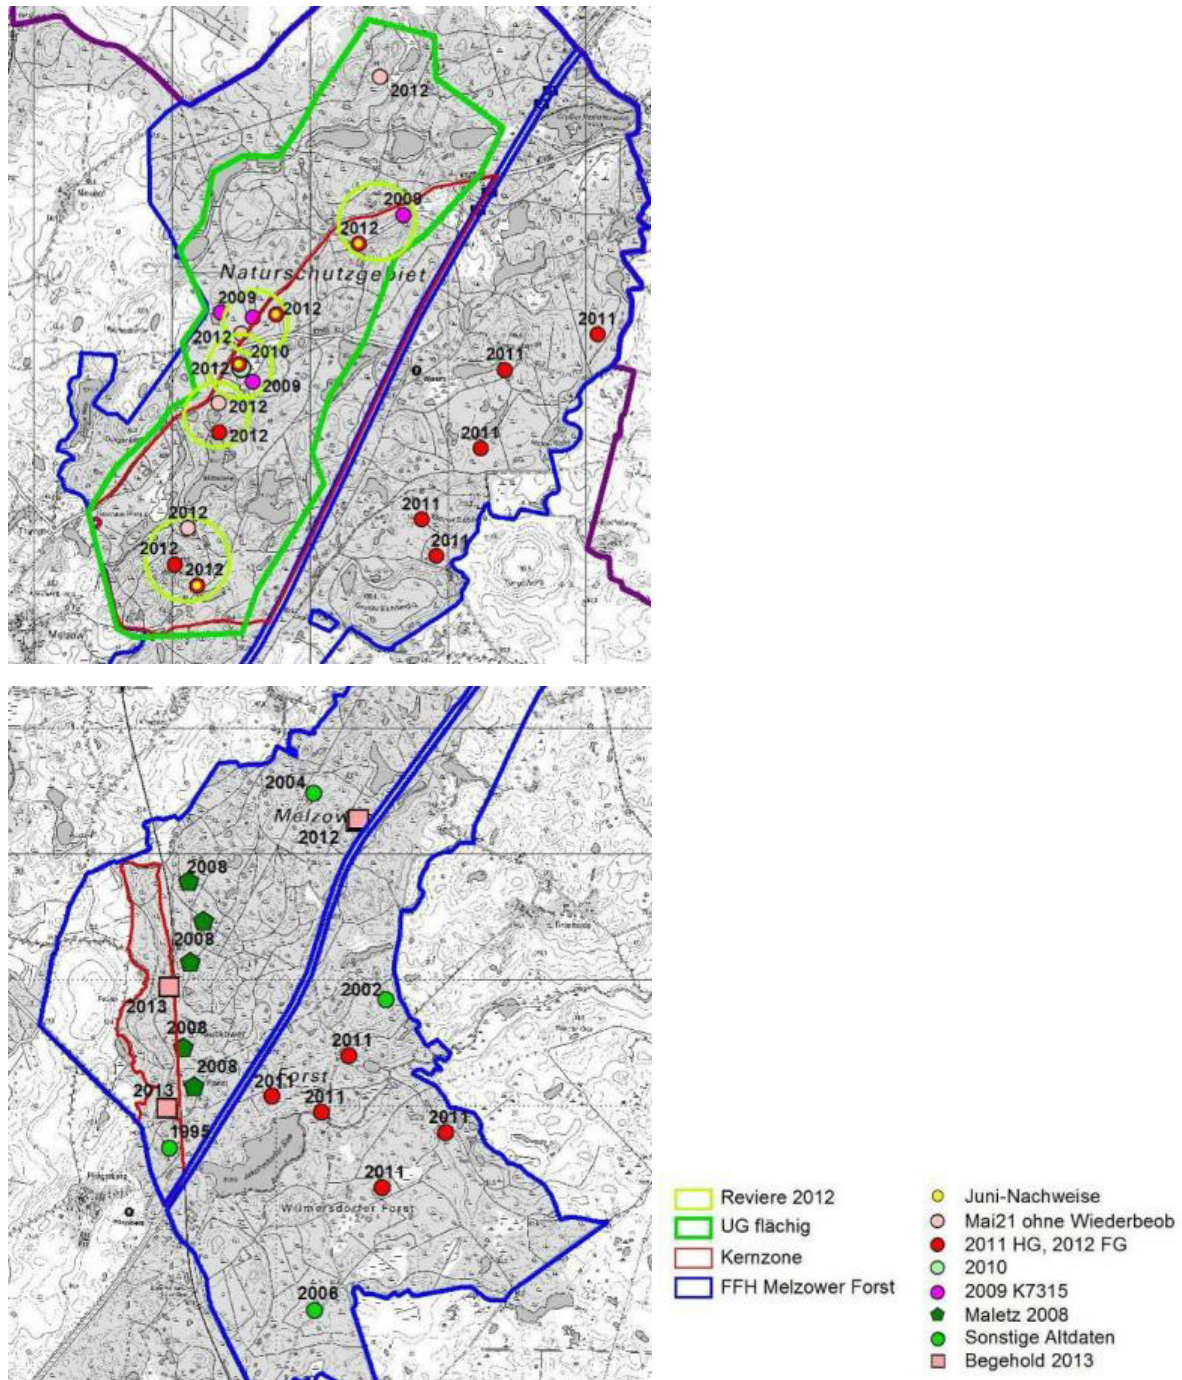 2012
2009
2012
Naturschutzgebiet
2009
2012
2012
2010
2012
2009
2012
2012
2011
2011
2011
2011
2011
2012
2012
2012
Melzow
2004
Melzow
2012
2008
2008
2013
2002
2008
2011
2008
2013
Forst
2011
2011
2011
1995
2011
Wilmersdorfer Forst
2006
Reviere 2012
UG flächig
Kernzone
FFH Melzower Forst
Juni-Nachweise
Mai21 ohne Wiederbeob
2011 HG, 2012 FG
2010
2009 K7315
Maletz 2008
Sonstige Altdaten
Begehold 2013